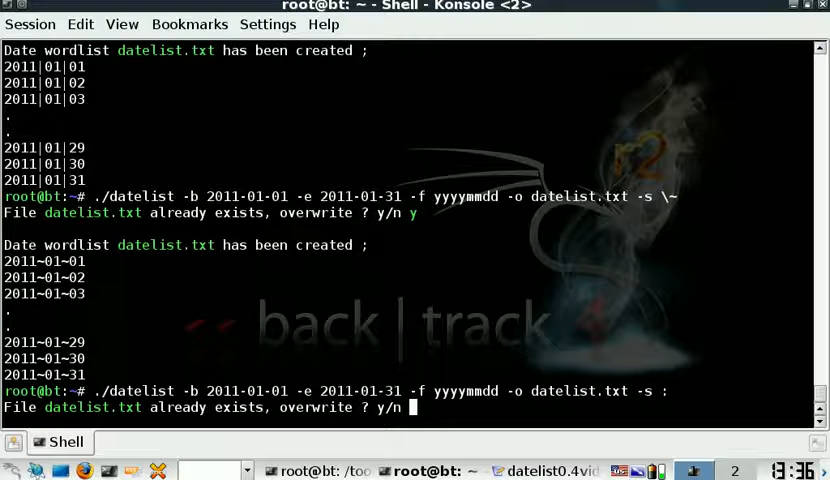 root@bt: ~ - Shell - Konsole <2>
Session Edit View Bookmarks Settings Help
Date wordlist datelist.txt has been created ;
2011|01|01
2011|01|02
2011|01|03
.
.
2011|01|29
2011|01|30
2011|01|31
root@bt:~# ./datelist -b 2011-01-01 -e 2011-01-31 -f yyyymmdd -o datelist.txt -s \~
File datelist.txt already exists, overwrite ? y/n y
Date wordlist datelist.txt has been created ;
2011~01~01
2011~01~02
2011~01~03
.
.
2011~01~29
2011~01~30
2011~01~31
root@bt:~# ./datelist -b 2011-01-01 -e 2011-01-31 -f yyyymmdd -o datelist.txt -s :
File datelist.txt already exists, overwrite ? y/n
r2
<< back | track 4
Shell
root@bt: /too root@bt: ~ datelist0.4vid 2 13:36